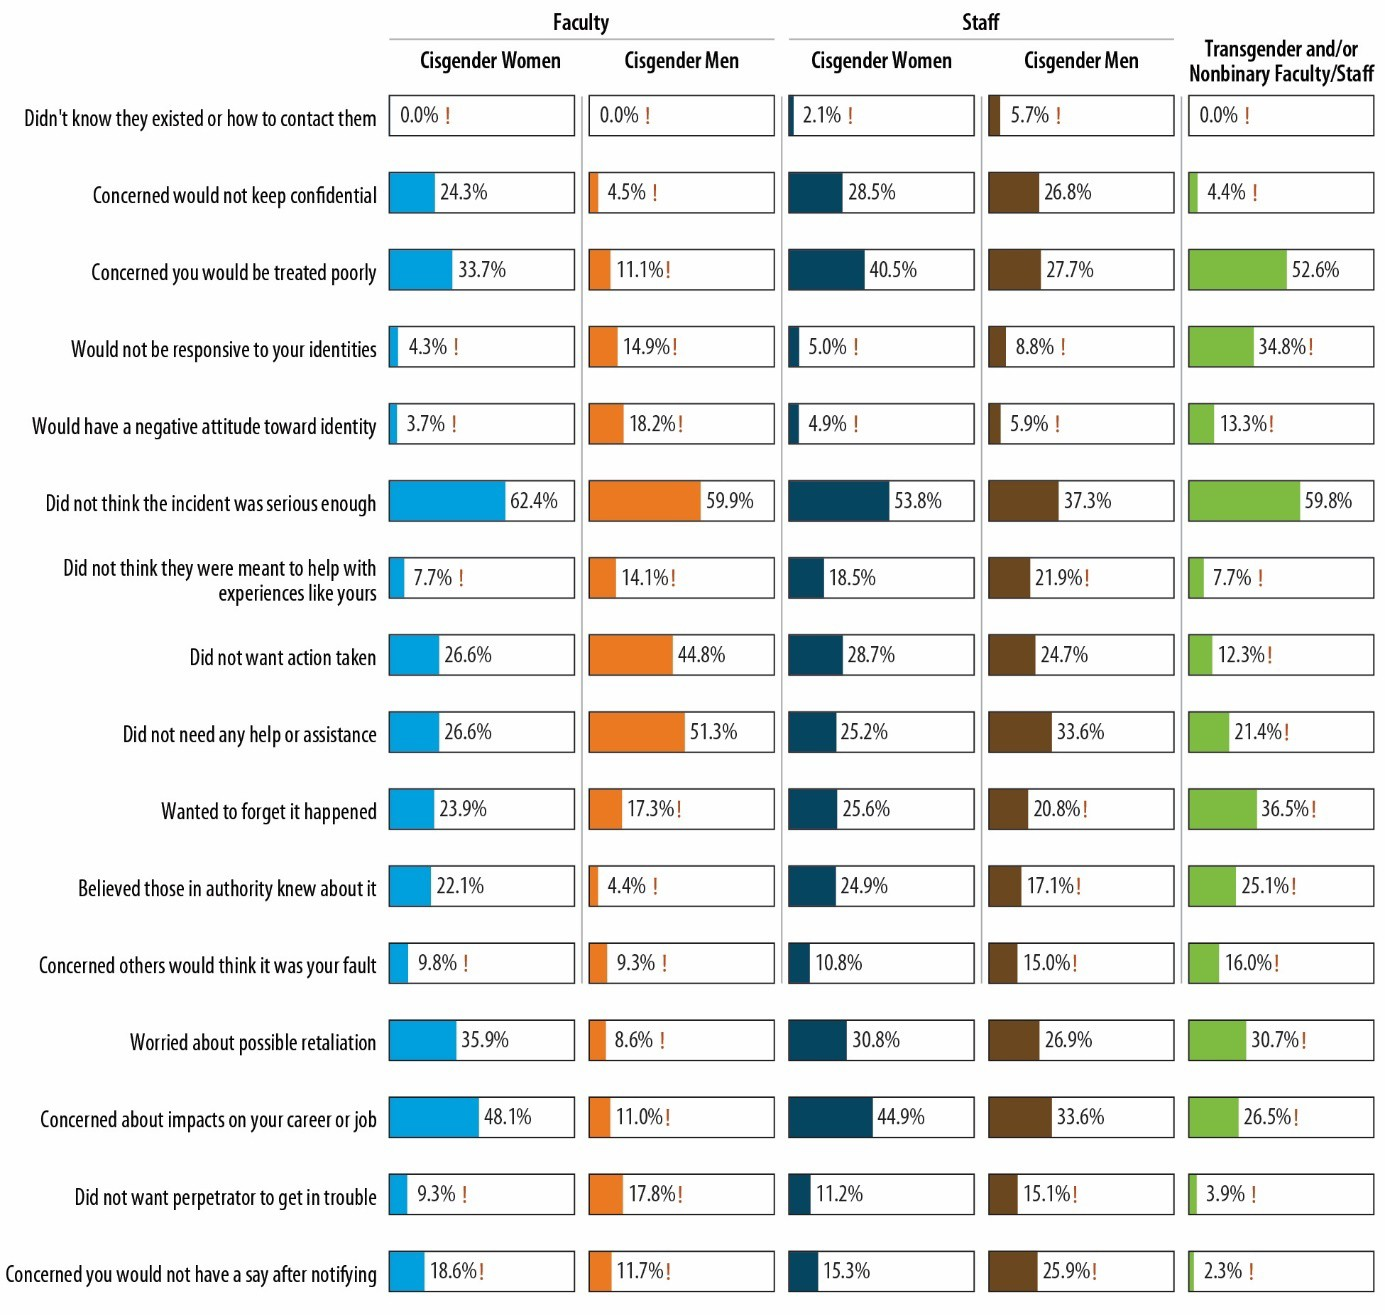 Faculty
Staff
Cisgender Women
Cisgender Men
Cisgender Women
Cisgender Men
Transgender and/or
Nonbinary Faculty/Staff
Didn't know they existed or how to contact them 0.0% ! 0.0% ! 2.1% ! 5.7% ! 0.0% !
Concerned would not keep confidential 24.3% 4.5% ! 28.5% 26.8% 4.4% !
Concerned you would be treated poorly 33.7% 11.1%! 40.5% 27.7% 52.6%
Would not be responsive to your identities 4.3% ! 14.9%! 5.0% ! 8.8% ! 34.8%!
Would have a negative attitude toward identity 3.7% ! 18.2%! 4.9% ! 5.9% ! 13.3%!
Did not think the incident was serious enough 62.4% 59.9% 53.8% 37.3% 59.8%
Did not think they were meant to help with
experiences like yours 7.7% ! 14.1%! 18.5% 21.9%! 7.7% !
Did not want action taken 26.6% 44.8% 28.7% 24.7% 12.3%!
Did not need any help or assistance 26.6% 51.3% 25.2% 33.6% 21.4%!
Wanted to forget it happened 23.9% 17.3%! 25.6% 20.8%! 36.5%!
Believed those in authority knew about it 22.1% 4.4% ! 24.9% 17.1%! 25.1%!
Concerned others would think it was your fault 9.8% ! 9.3% ! 10.8% 15.0%! 16.0%!
Worried about possible retaliation 35.9% 8.6% ! 30.8% 26.9% 30.7%!
Concerned about impacts on your career or job 48.1% 11.0%! 44.9% 33.6% 26.5%!
Did not want perpetrator to get in trouble 9.3% ! 17.8%! 11.2% 15.1%! 3.9% !
Concerned you would not have a say after notifying 18.6%! 11.7%! 15.3% 25.9%! 2.3% !